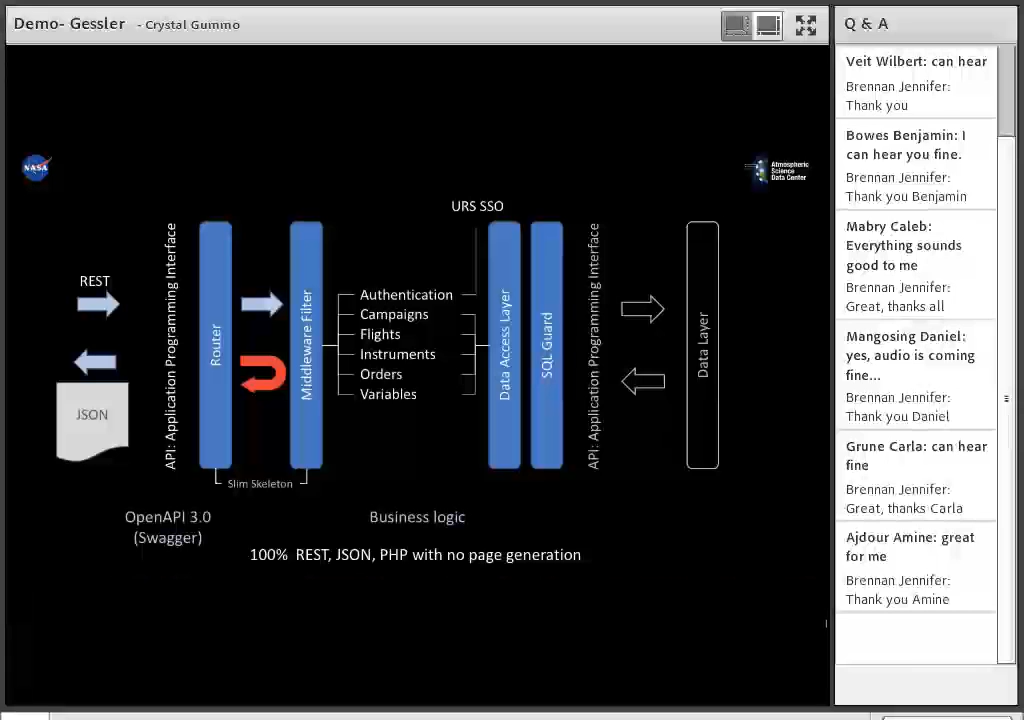 Demo- Gessler - Crystal Gummo
NASA
Atmospheric
Science
Data Center
URS SSO
REST
JSON
API: Application Programming Interface
Router
Middleware Filter
Authentication
Campaigns
Flights
Instruments
Orders
Variables
Data Access Layer
SQL Guard
API: Application Programming Interface
Data Layer
Slim Skeleton
OpenAPI 3.0
(Swagger)
Business logic
100% REST, JSON, PHP with no page generation
Q & A
Veit Wilbert: can hear
Brennan Jennifer:
Thank you
Bowes Benjamin: I
can hear you fine.
Brennan Jennifer:
Thank you Benjamin
Mabry Caleb:
Everything sounds
good to me
Brennan Jennifer:
Great, thanks all
Mangosing Daniel:
yes, audio is coming
fine...
Brennan Jennifer:
Thank you Daniel
Grune Carla: can hear
fine
Brennan Jennifer:
Great, thanks Carla
Ajdour Amine: great
for me
Brennan Jennifer:
Thank you Amine